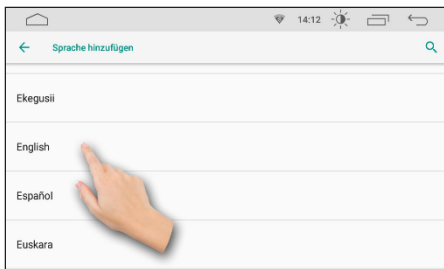 14:12
Sprache hinzufügen
Ekegusii
English
Español
Euskara